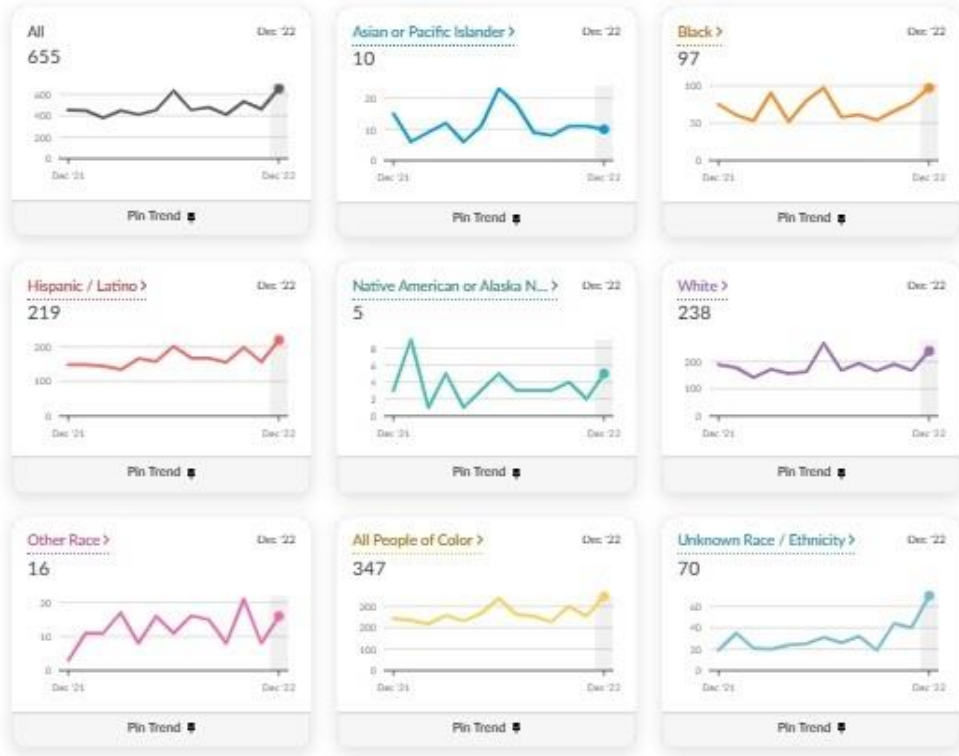 All Dec '22
655
600
400
200
0
Dec '21 Dec '22
Pin Trend
Asian or Pacific Islander > Dec '22
10
20
10
0
Dec '21 Dec '22
Pin Trend
Black > Dec '22
97
100
50
0
Dec '21 Dec '22
Pin Trend
Hispanic / Latino > Dec '22
219
200
100
0
Dec '21 Dec '22
Pin Trend
Native American or Alaska N... > Dec '22
5
8
6
4
2
0
Dec '21 Dec '22
Pin Trend
White > Dec '22
238
200
100
0
Dec '21 Dec '22
Pin Trend
Other Race > Dec '22
16
20
10
0
Dec '21 Dec '22
Pin Trend
All People of Color > Dec '22
347
300
200
100
0
Dec '21 Dec '22
Pin Trend
Unknown Race / Ethnicity > Dec '22
70
60
40
20
0
Dec '21 Dec '22
Pin Trend